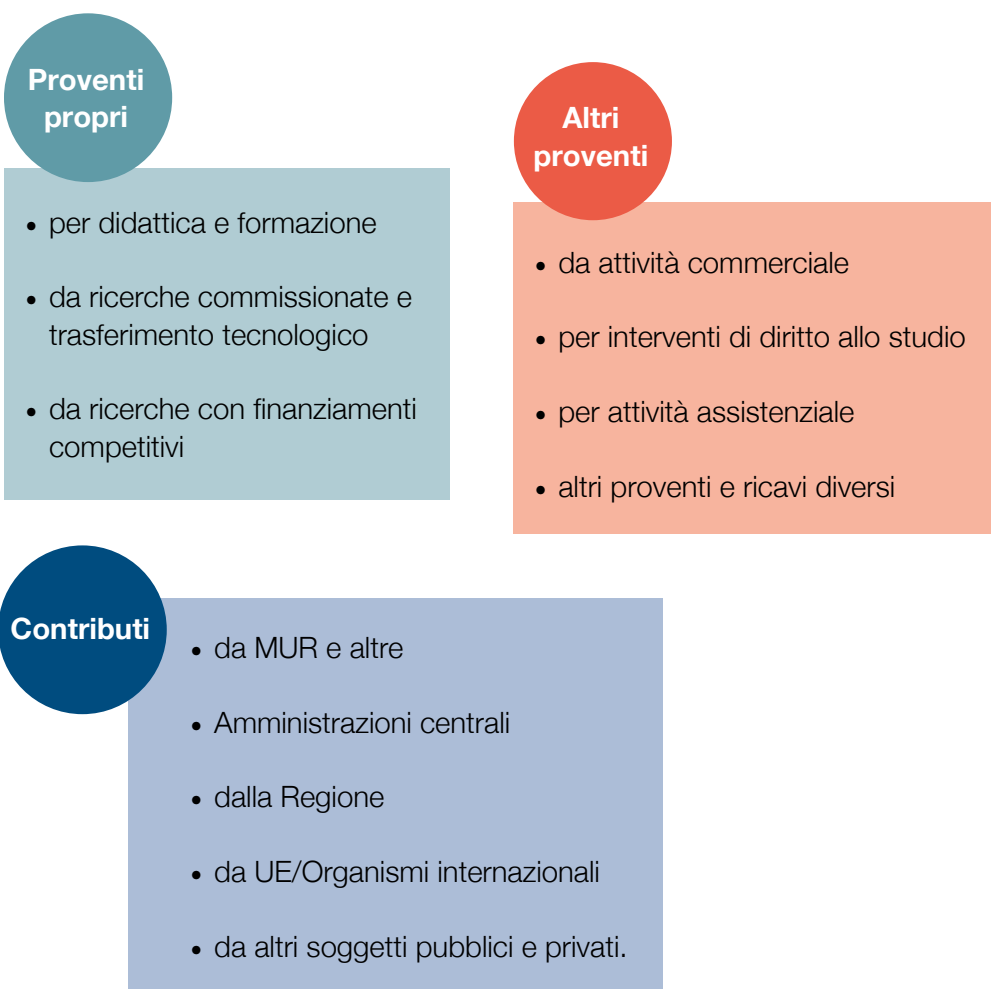 Proventi
propri
• per didattica e formazione
• da ricerche commissionate e
trasferimento tecnologico
• da ricerche con finanziamenti
competitivi
Altri
proventi
• da attività commerciale
• per interventi di diritto allo studio
• per attività assistenziale
• altri proventi e ricavi diversi
Contributi
• da MUR e altre
• Amministrazioni centrali
• dalla Regione
• da UE/Organismi internazionali
• da altri soggetti pubblici e privati.